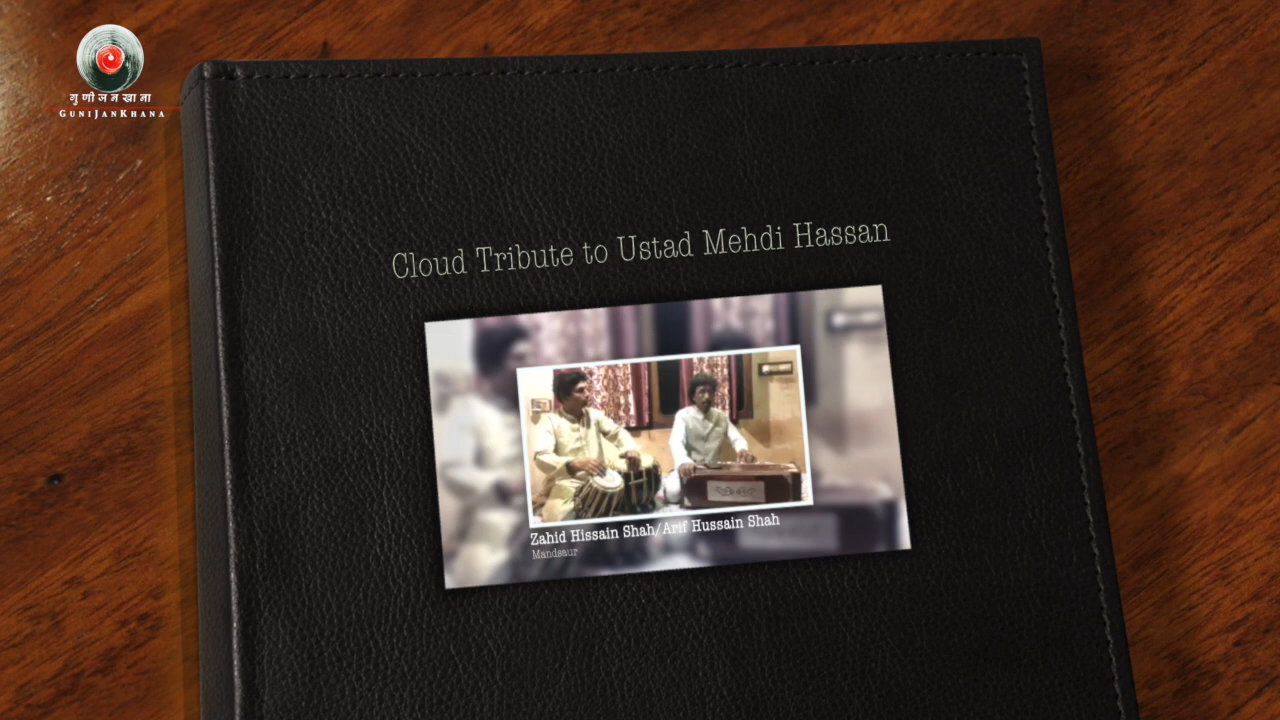 गुणीजनखाना
GUNIJANKHANA
Cloud Tribute to Ustad Mehdi Hassan
Zahid Hissain Shah/Arif Hussain Shah
Mandsaur